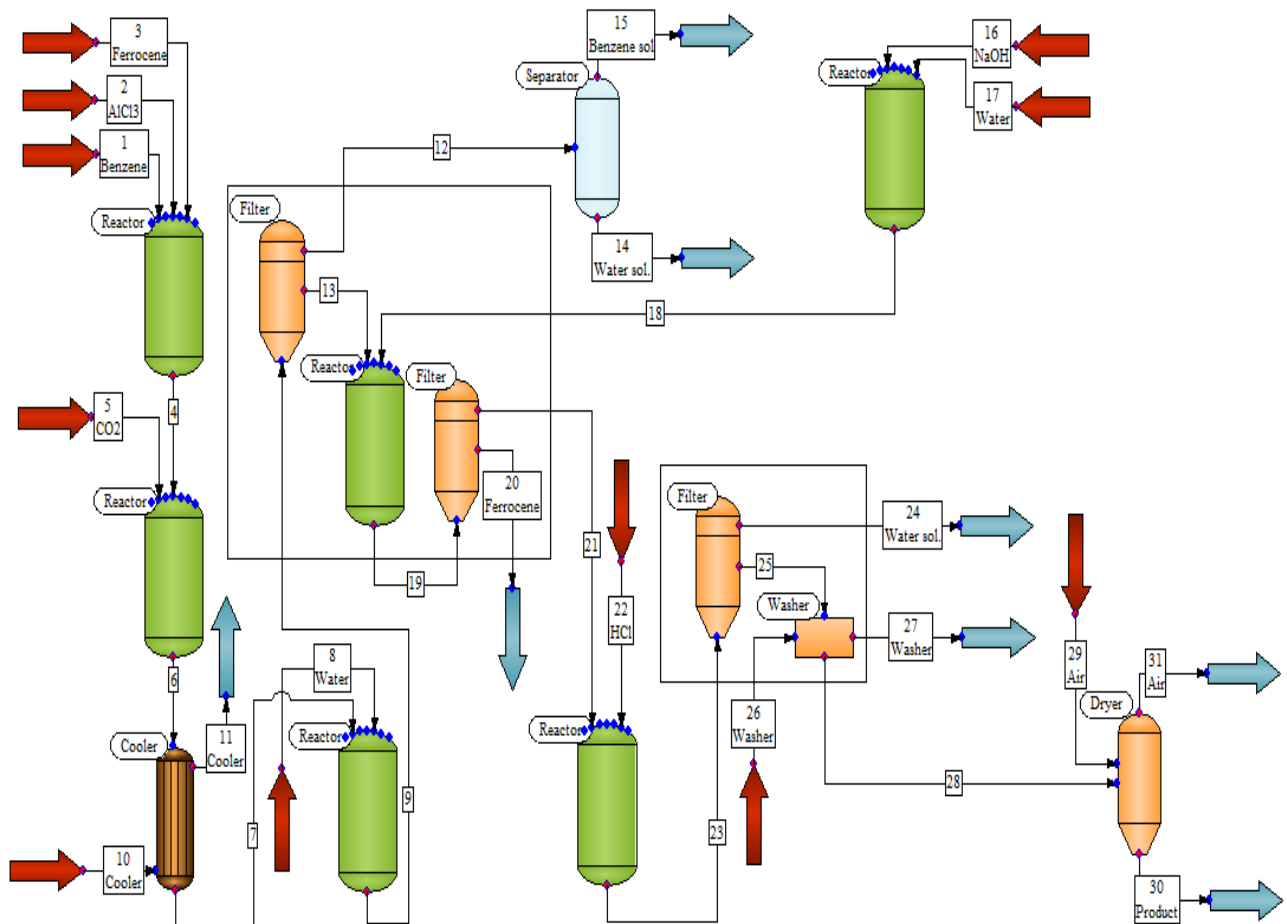 3
Ferrocene
2
AlCl3
1
Benzene
Reactor
4
5
CO2
Reactor
6
Cooler
11
Cooler
10
Cooler
7
8
Water
Reactor
9
Filter
13
12
Reactor
Filter
19
20
Ferrocene
21
Separator
15
Benzene sol
14
Water sol.
Reactor
16
NaOH
17
Water
18
22
HCl
Reactor
23
Filter
24
Water sol.
25
Washer
26
Washer
27
Washer
28
29
Air
31
Air
Dryer
30
Product